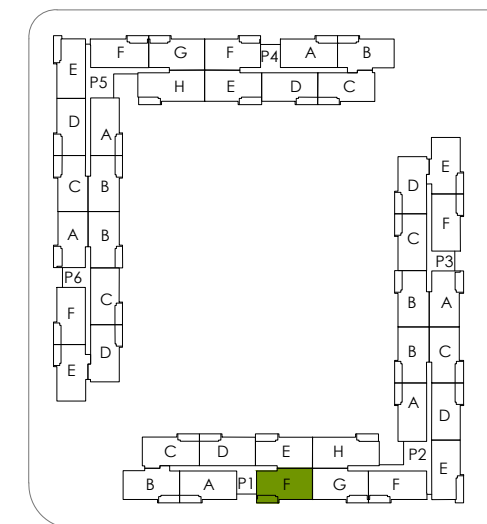 F G F P4 A B
E P5 H E D C
D A
C B
A B
P6
F C
E D
D E
C F
P3
B A
B C
A D
P2
E
C D E H
B A P1 F G F